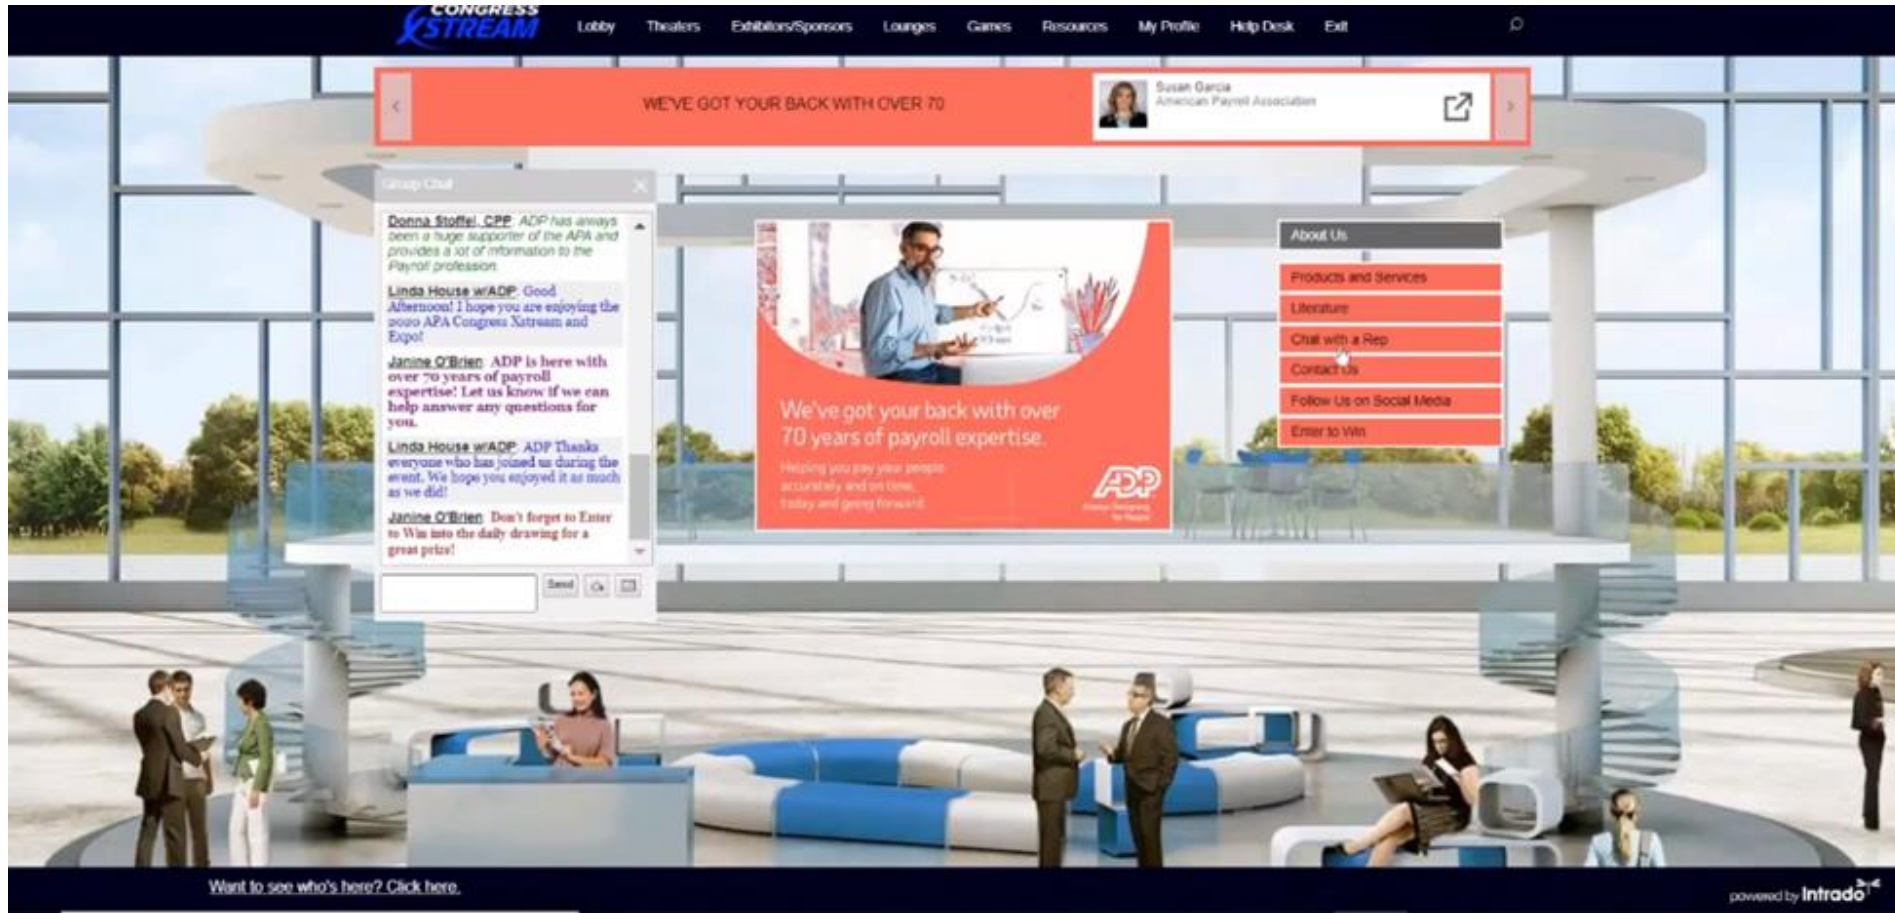 CONGRESS
XSTREAM
Lobby Theaters Exhibitors/Sponsors Lounges Games Resources My Profile Help Desk Exit
WE'VE GOT YOUR BACK WITH OVER 70
Susan Garcia
American Payroll Association
Group Chat
Donna Stoffel, CPP: ADP has always
been a huge supporter of the APA and
provides a lot of information to the
Payroll profession.
Linda House w/ADP: Good
Afternoon! I hope you are enjoying the
2020 APA Congress Xstream and
Expo!
Janine O'Brien: ADP is here with
over 70 years of payroll
expertise! Let us know if we can
help answer any questions for
you.
Linda House w/ADP: ADP Thanks
everyone who has joined us during the
event. We hope you enjoyed it as much
as we did!
Janine O'Brien: Don't forget to Enter
to Win into the daily drawing for a
great prize!
Send
We've got your back with over
70 years of payroll expertise.
Helping you pay your people
accurately and on time,
today and going forward.
ADP
Always Designing
for People
About Us
Products and Services
Literature
Chat with a Rep
Contact Us
Follow Us on Social Media
Enter to Win
Want to see who's here? Click here.
powered by Intrado